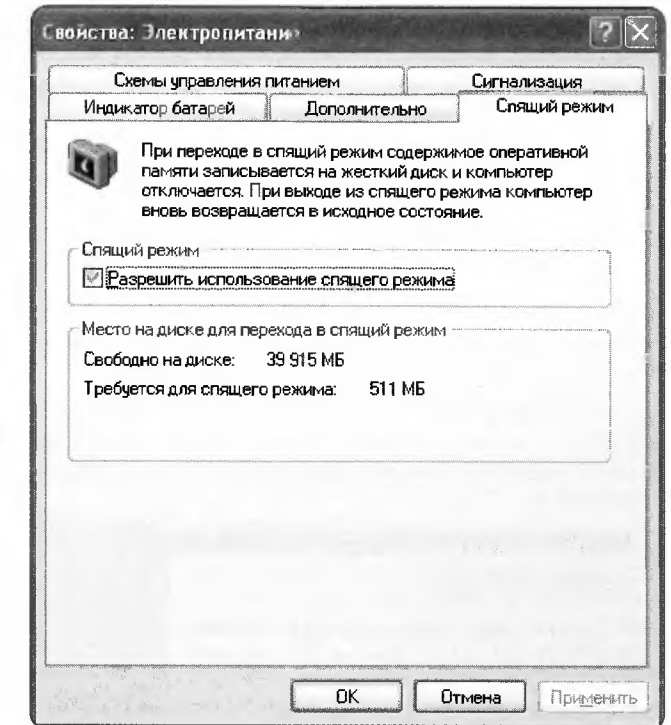 Свойства: Электропитание
Схемы управления питанием Сигнализация
Индикатор батарей Дополнительно Спящий режим
При переходе в спящий режим содержимое оперативной
памяти записывается на жесткий диск и компьютер
отключается. При выходе из спящего режима компьютер
вновь возвращается в исходное состояние.
Спящий режим
Разрешить использование спящего режима
Место на диске для перехода в спящий режим
Свободно на диске: 39 915 МБ
Требуется для спящего режима: 511 МБ
ОК Отмена Применить